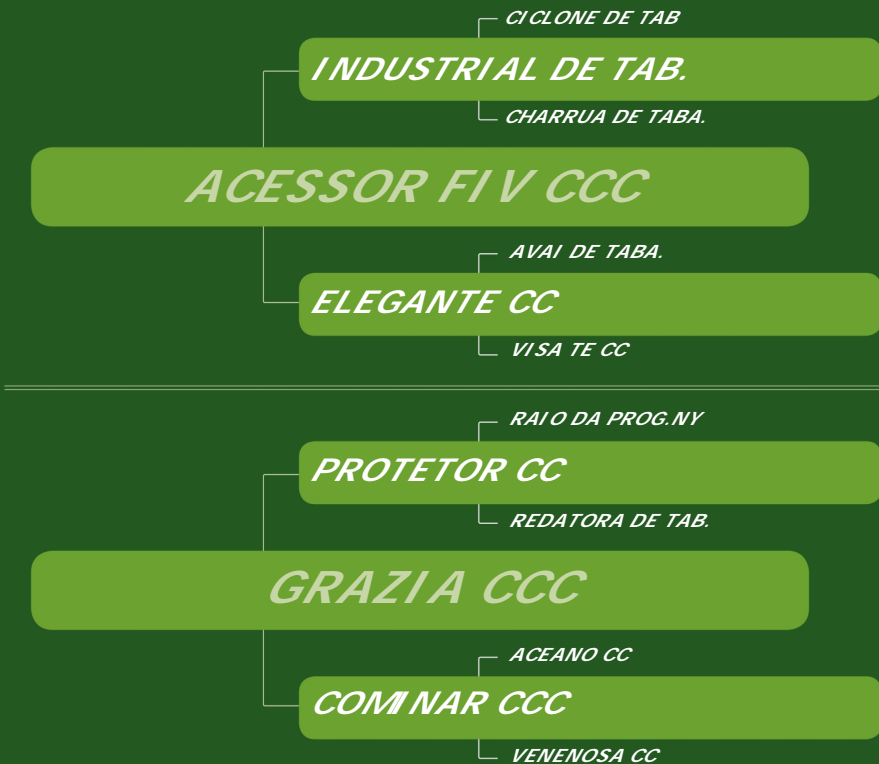 CICLONE DE TAB
INDUSTRIAL DE TAB.
CHARRUA DE TABA.
ACESSOR FIV CCC
AVAI DE TABA.
ELEGANTE CC
VISA TE CC
RAIO DA PROG.NY
PROTETOR CC
REDATORA DE TAB.
GRAZIA CCC
ACEANO CC
COMINAR CCC
VENENOSA CC